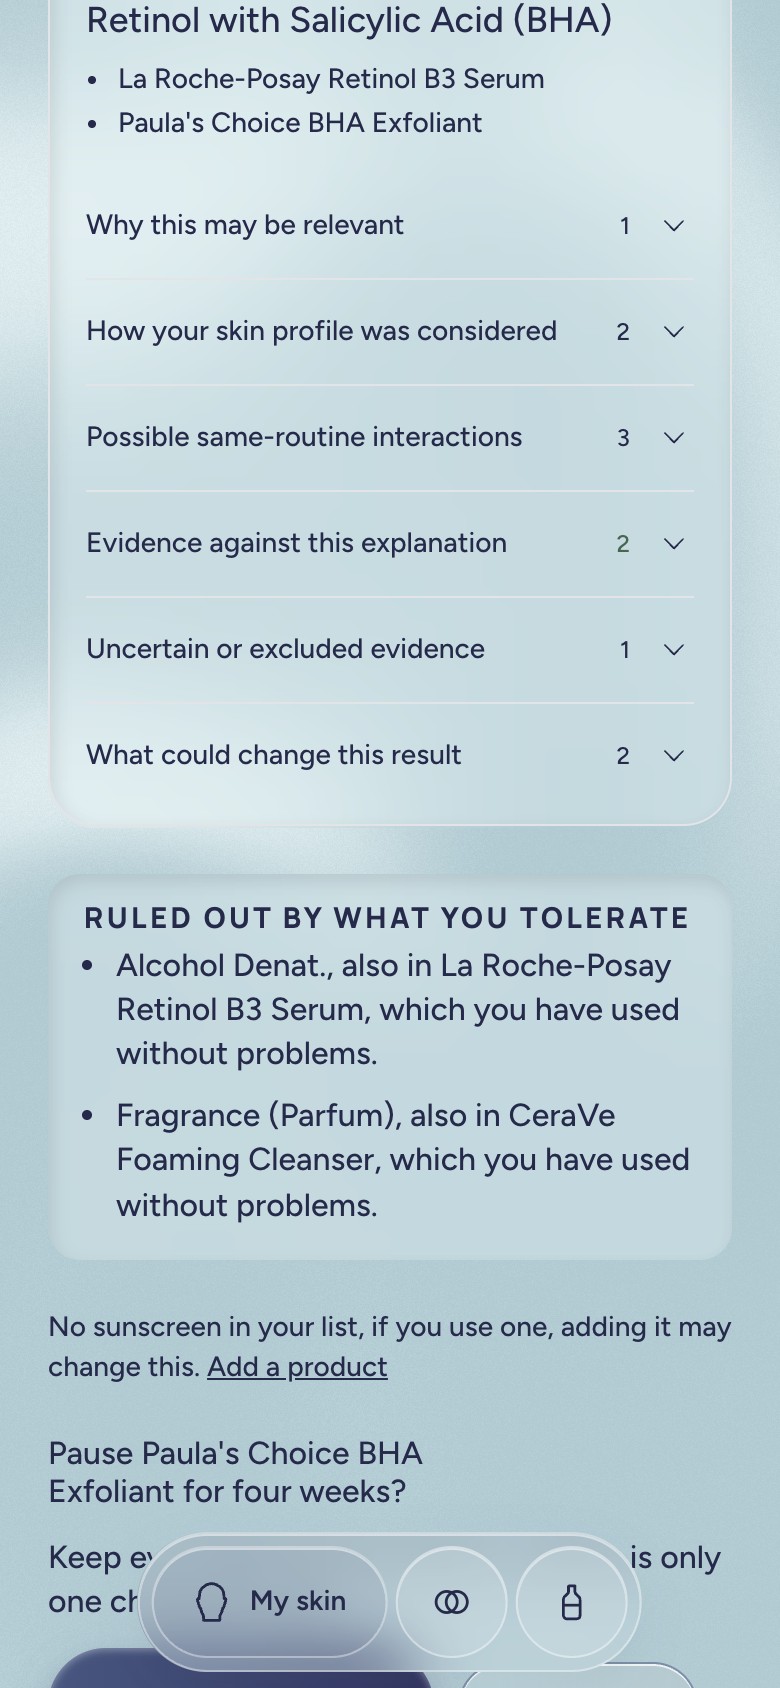 Retinol with Salicylic Acid (BHA)
• La Roche-Posay Retinol B3 Serum
• Paula's Choice BHA Exfoliant
Why this may be relevant 1
How your skin profile was considered 2
Possible same-routine interactions 3
Evidence against this explanation 2
Uncertain or excluded evidence 1
What could change this result 2
RULED OUT BY WHAT YOU TOLERATE
• Alcohol Denat., also in La Roche-Posay
Retinol B3 Serum, which you have used
without problems.
• Fragrance (Parfum), also in CeraVe
Foaming Cleanser, which you have used
without problems.
No sunscreen in your list, if you use one, adding it may
change this. Add a product
Pause Paula's Choice BHA
Exfoliant for four weeks?
Keep is only
one
My skin